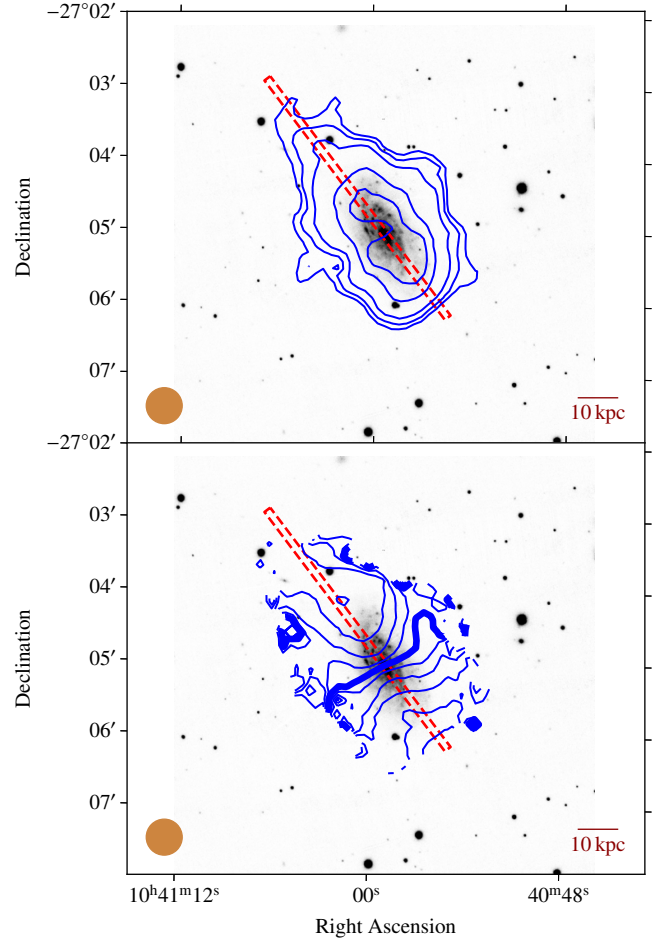 −27°02′
03′
04′
05′
06′
07′
Declination
10 kpc
−27°02′
03′
04′
05′
06′
07′
Declination
10 kpc
10ʰ41ᵐ12ˢ 00ˢ 40ᵐ48ˢ
Right Ascension